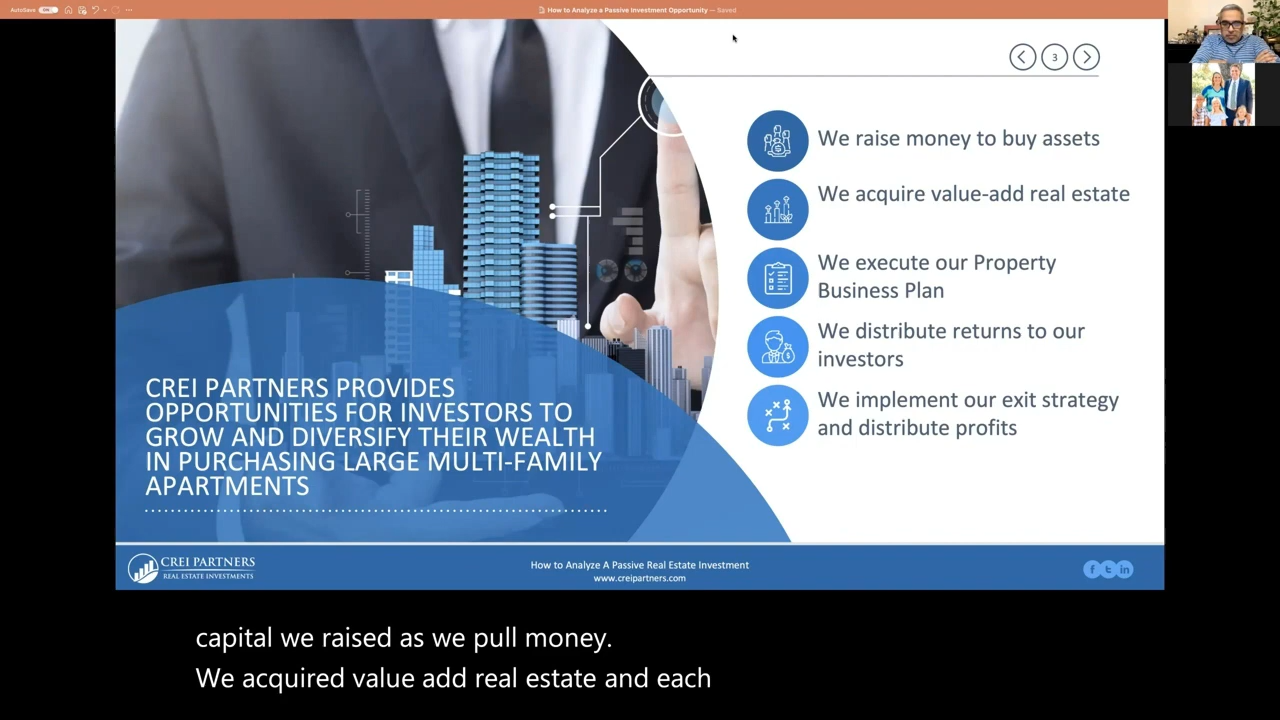 AutoSave ON
How to Analyze a Passive Investment Opportunity — Saved
3
We raise money to buy assets
We acquire value-add real estate
We execute our Property
Business Plan
We distribute returns to our
investors
We implement our exit strategy
and distribute profits
CREI PARTNERS PROVIDES
OPPORTUNITIES FOR INVESTORS TO
GROW AND DIVERSIFY THEIR WEALTH
IN PURCHASING LARGE MULTI-FAMILY
APARTMENTS
CREI PARTNERS
REAL ESTATE INVESTMENTS
How to Analyze A Passive Real Estate Investment
www.creipartners.com
f t in
capital we raised as we pull money.
We acquired value add real estate and each